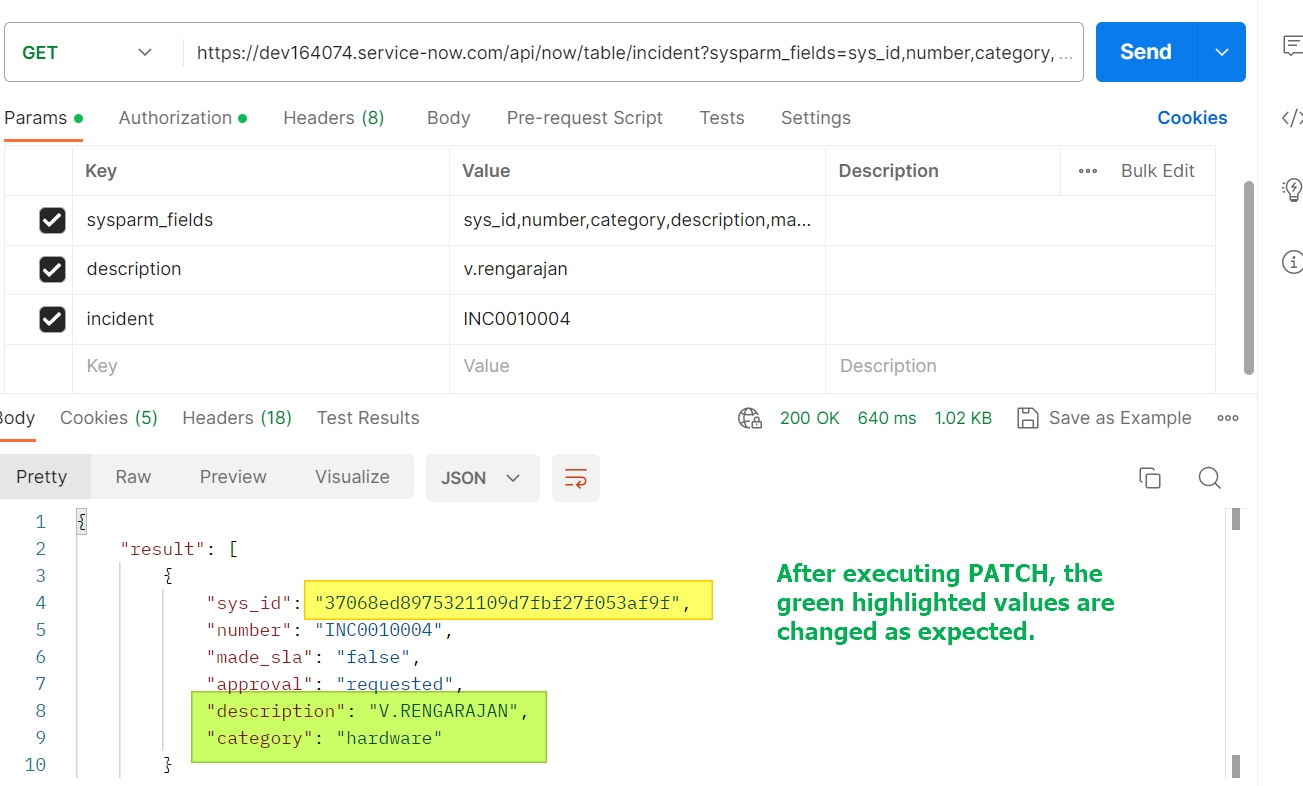 GET https://dev164074.service-now.com/api/now/table/incident?sysparm_fields=sys_id,number,category, ... Send
Params Authorization Headers (8) Body Pre-request Script Tests Settings Cookies
Key Value Description ••• Bulk Edit
sysparm_fields sys_id,number,category,description,ma...
description v.rengarajan
incident INC0010004
Key Value Description
Body Cookies (5) Headers (18) Test Results 200 OK 640 ms 1.02 KB Save as Example •••
Pretty Raw Preview Visualize JSON
1 {
2 "result": [
3 {
4 "sys_id": "37068ed8975321109d7fbf27f053af9f",
5 "number": "INC0010004",
6 "made_sla": "false",
7 "approval": "requested",
8 "description": "V.RENGARAJAN",
9 "category": "hardware"
10 }
After executing PATCH, the
green highlighted values are
changed as expected.